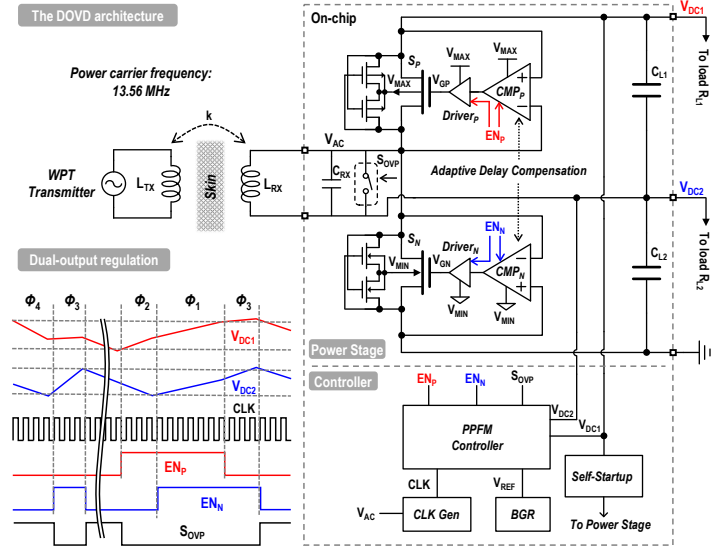 The DOVD architecture
Power carrier frequency:
13.56 MHz
k
WPT
Transmitter
L_TX
Skin
L_RX
V_AC
C_RX
S_OVP
On-chip
S_P
V_MAX
V_GP
V_MAX
Driver_P
V_MAX
CMP_P
+
−
EN_P
Adaptive Delay Compensation
S_N
V_MIN
V_GN
Driver_N
EN_N
CMP_N
−
+
V_MIN
V_MIN
Power Stage
V_DC1
To load R_L1
C_L1
V_DC2
To load R_L2
C_L2
Dual-output regulation
Φ4 Φ3 Φ2 Φ1 Φ3
V_DC1
V_DC2
CLK
EN_P
EN_N
S_OVP
Controller
EN_P
EN_N
S_OVP
V_DC2
V_DC1
PPFM
Controller
CLK
V_REF
V_AC
CLK Gen
BGR
Self-Startup
To Power Stage